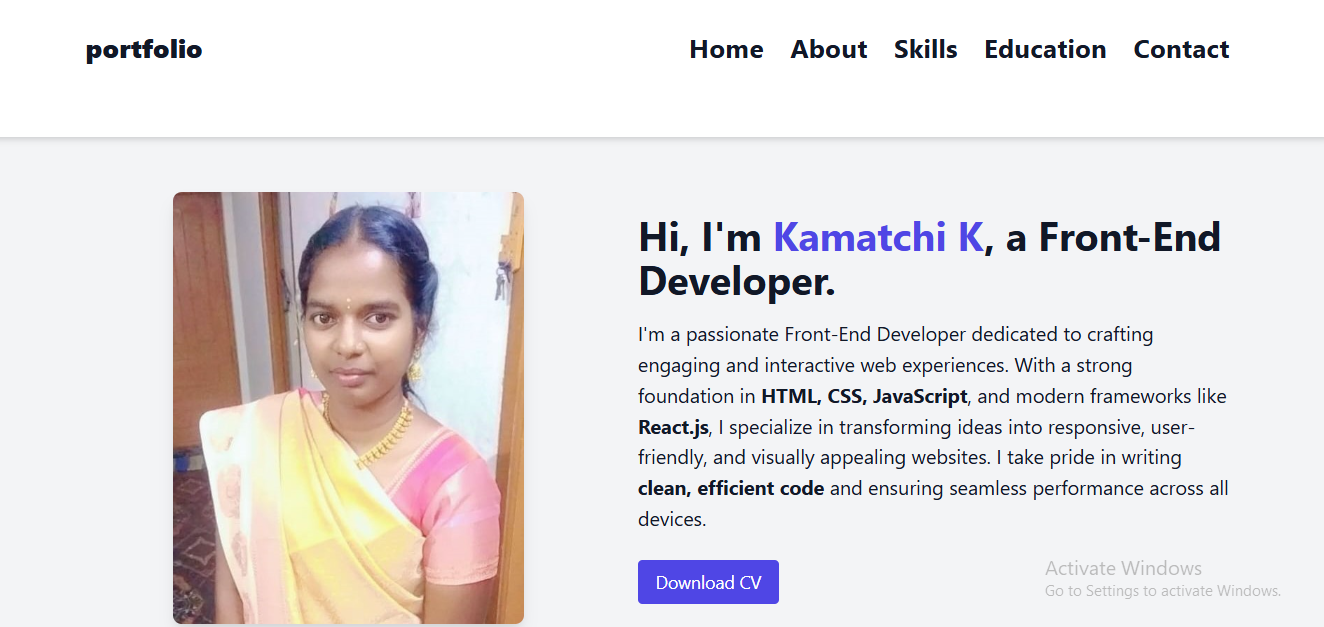 portfolio
Home About Skills Education Contact
Hi, I'm Kamatchi K, a Front-End
Developer.
I'm a passionate Front-End Developer dedicated to crafting
engaging and interactive web experiences. With a strong
foundation in HTML, CSS, JavaScript, and modern frameworks like
React.js, I specialize in transforming ideas into responsive, user-
friendly, and visually appealing websites. I take pride in writing
clean, efficient code and ensuring seamless performance across all
devices.
Download CV
Activate Windows
Go to Settings to activate Windows.